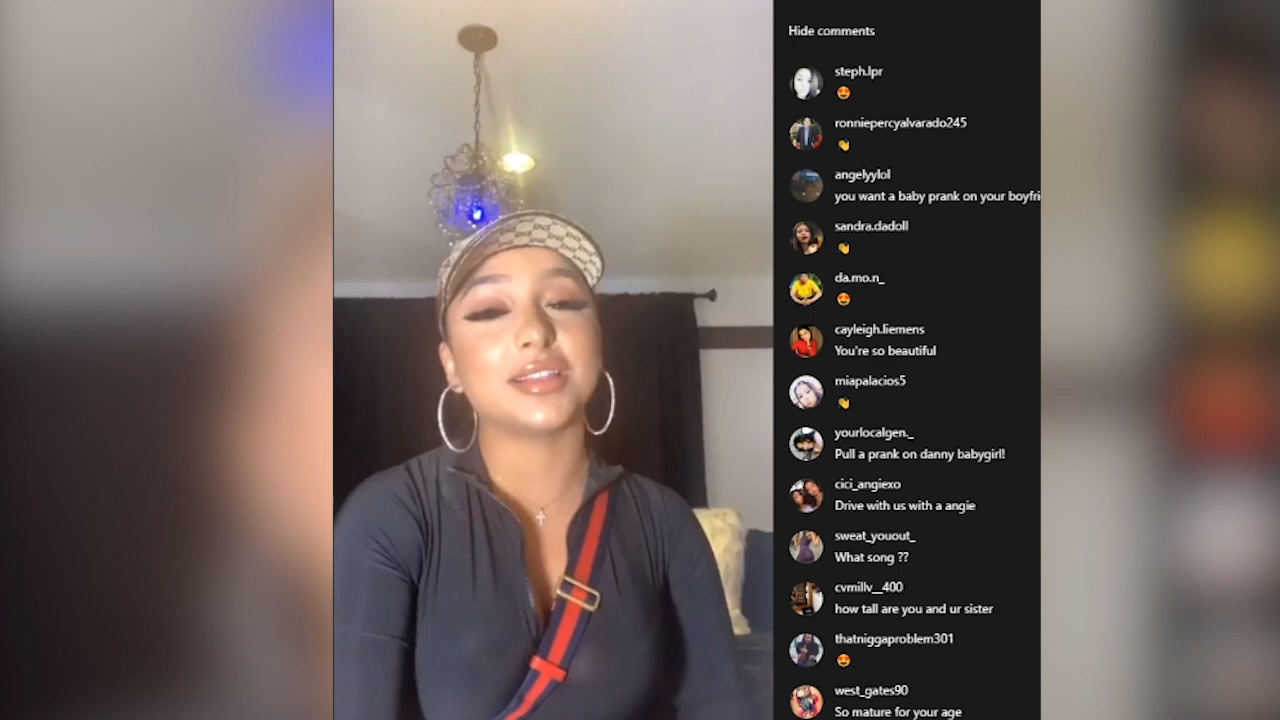 Hide comments
steph.lpr
😍
ronniepercyalvarado245
👏
angelyylol
you want a baby prank on your boyfri
sandra.dadoll
👏
da.mo.n_
😍
cayleigh.liemens
You're so beautiful
miapalacios5
👏
yourlocalgen._
Pull a prank on danny babygirl!
cici_angiexo
Drive with us with a angie
sweat_youout_
What song ??
cvmillv__400
how tall are you and ur sister
thatniggaproblem301
😍
west_gates90
So mature for your age